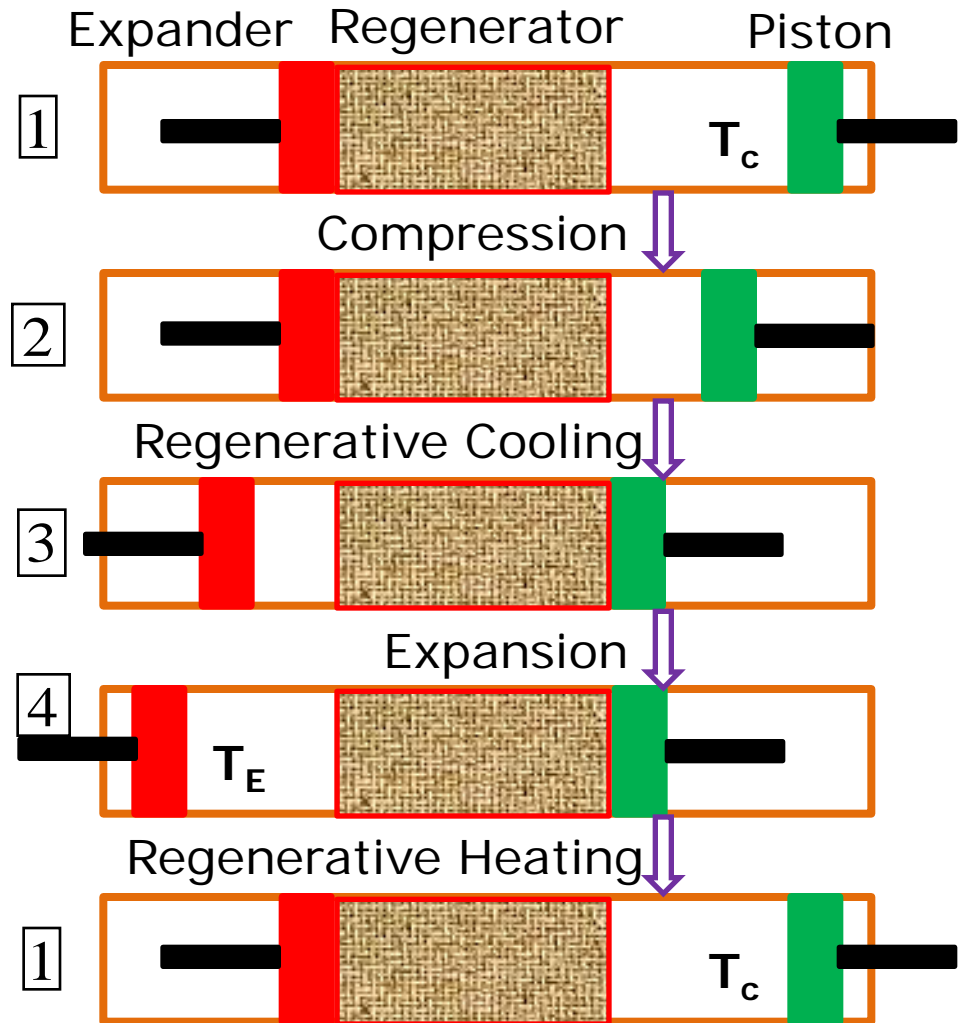 Expander Regenerator Piston
1
Tc
Compression
2
Regenerative Cooling
3
Expansion
4
TE
Regenerative Heating
1
Tc